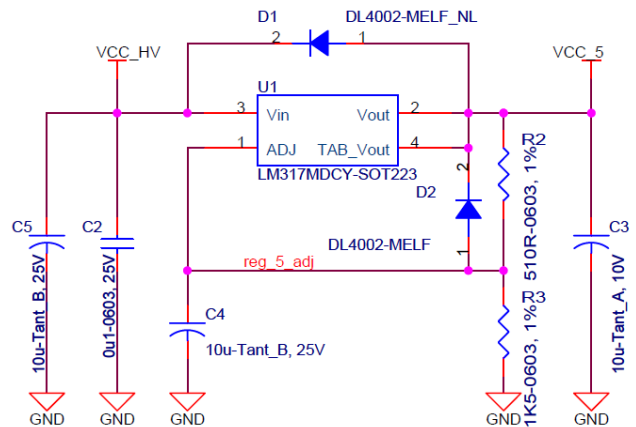 D1
DL4002-MELF_NL
2
1
VCC_HV
VCC_5
U1
3
Vin
Vout
2
1
ADJ
TAB_Vout
4
LM317MDCY-SOT223
R2
510R-0603, 1%
2
D2
DL4002-MELF
1
C5
10u-Tant_B, 25V
C2
0u1-0603, 25V
C3
10u-Tant_A, 10V
reg_5_adj
C4
10u-Tant_B, 25V
R3
1K5-0603, 1%
GND
GND
GND
GND
GND